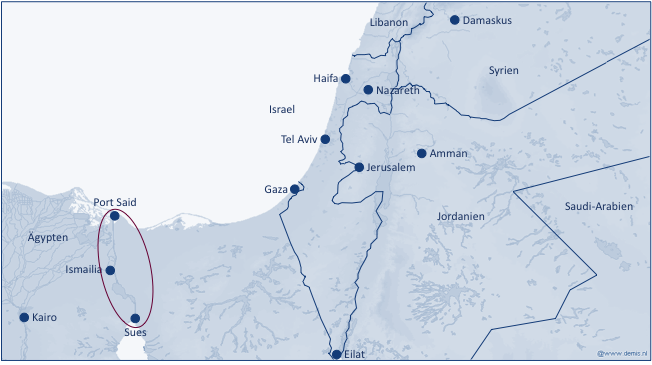 Libanon
Damaskus
Syrien
Haifa
Nazareth
Israel
Tel Aviv
Amman
Jerusalem
Gaza
Port Said
Saudi-Arabien
Jordanien
Ägypten
Ismailia
Kairo
Sues
Eilat
@www.demis.nl